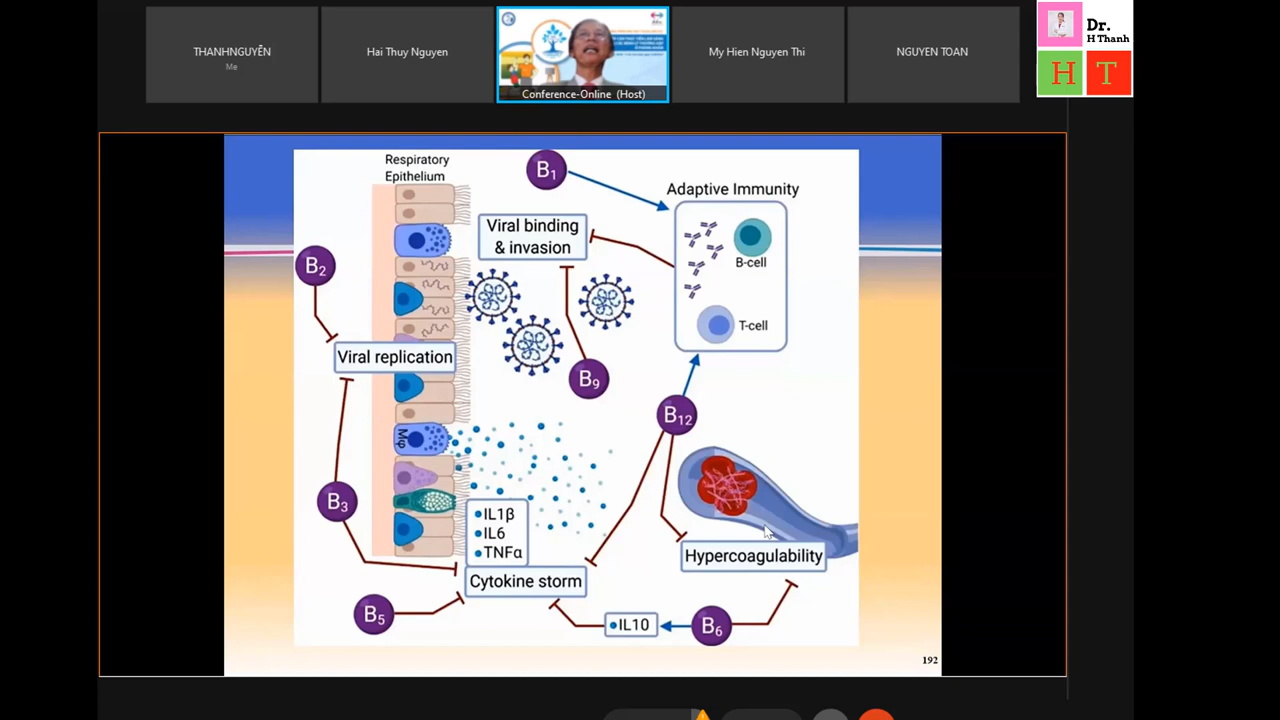 THANHNGUYỄN
Me
Hai Thuy Nguyen
Conference-Online (Host)
My Hien Nguyen Thi
NGUYEN TOAN
Dr.
H Thanh
H T
Respiratory
Epithelium
B1
Adaptive Immunity
Viral binding
& invasion
B-cell
B2
T-cell
Viral replication
B9
B12
Mφ
B3
IL1β
IL6
TNFα
Hypercoagulability
Cytokine storm
B5
IL10
B6
192